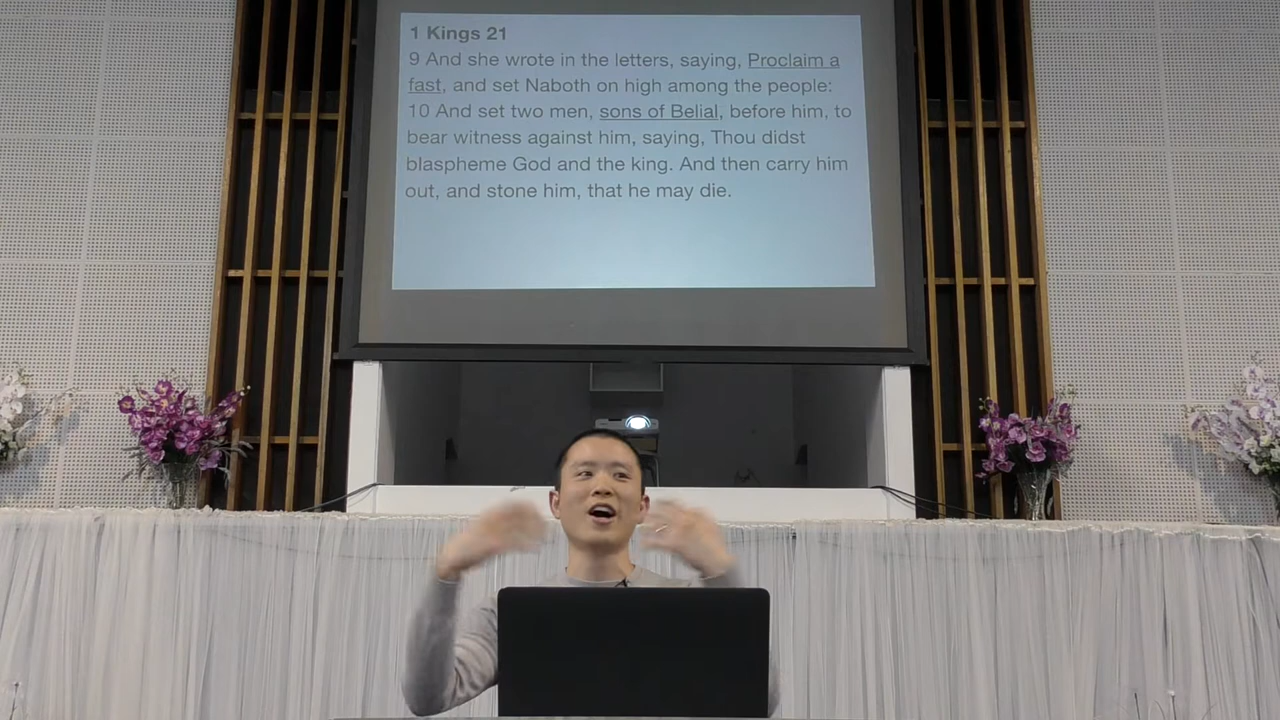 1 Kings 21
9 And she wrote in the letters, saying, Proclaim a
fast, and set Naboth on high among the people:
10 And set two men, sons of Belial, before him, to
bear witness against him, saying, Thou didst
blaspheme God and the king. And then carry him
out, and stone him, that he may die.